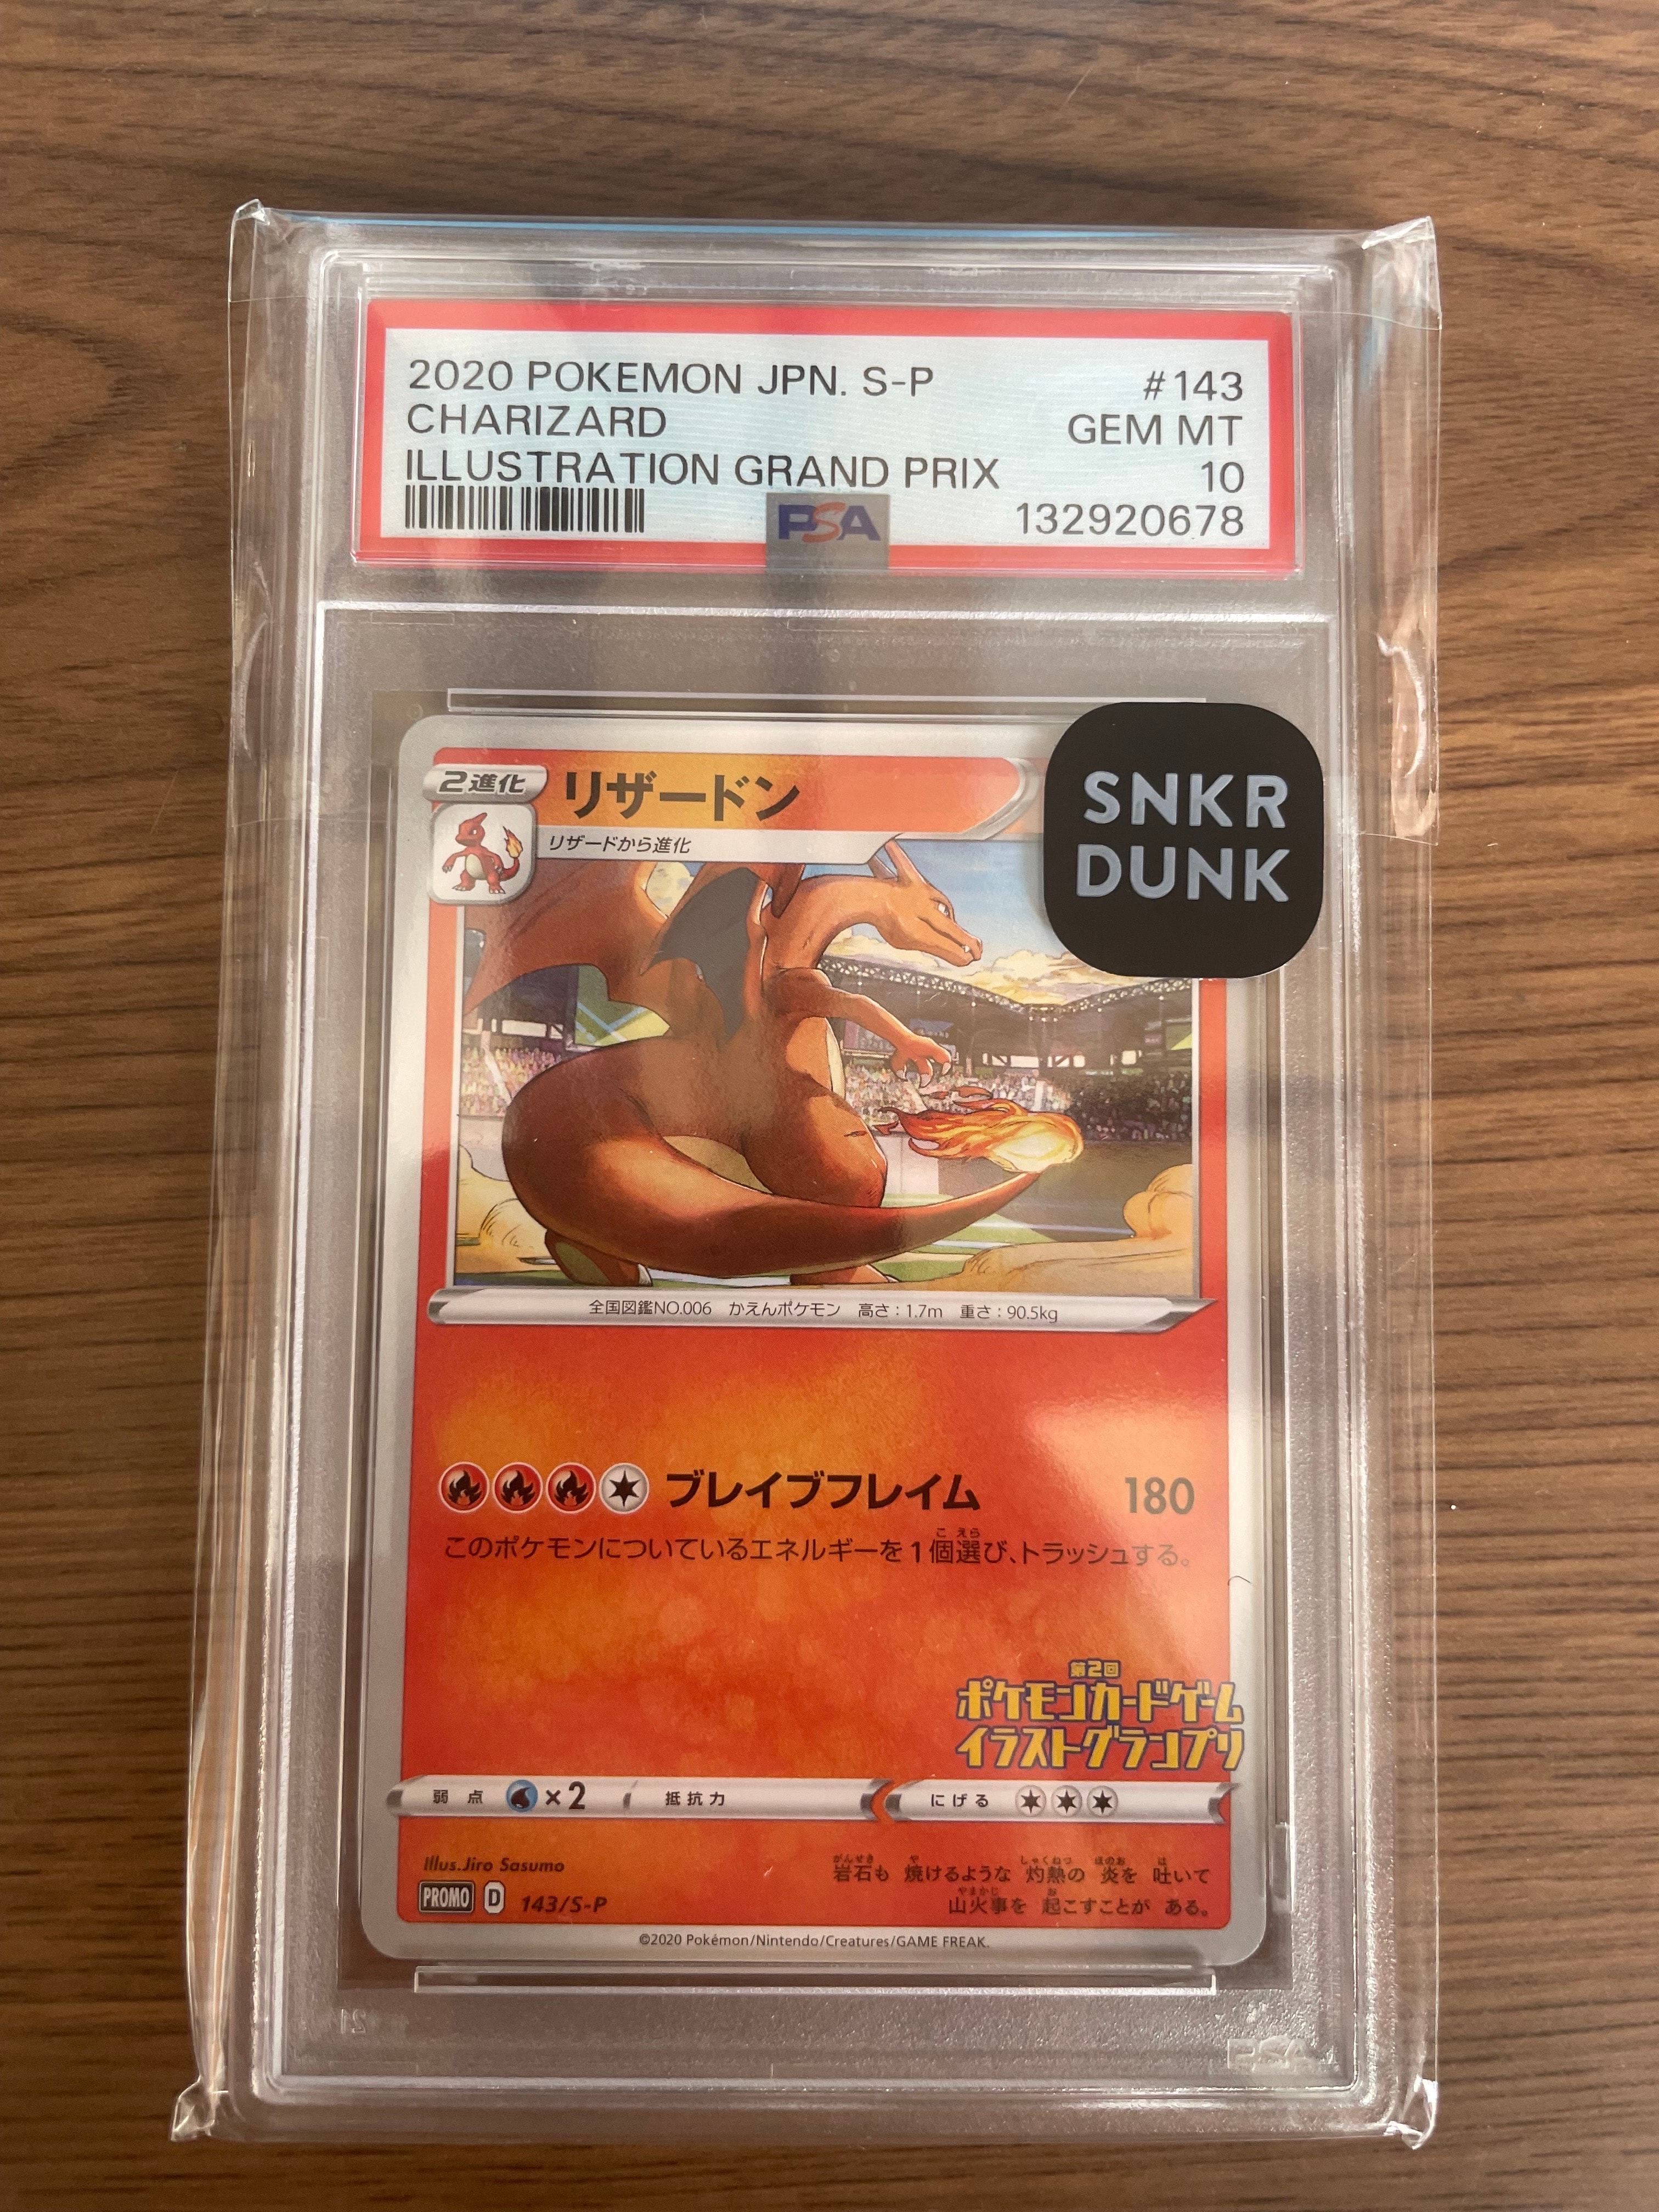 2020 POKEMON JPN. S-P #143
CHARIZARD GEM MT
ILLUSTRATION GRAND PRIX 10
PSA 132920678
SNKR
DUNK
2進化 リザードン
リザードから進化
全国図鑑NO.006 かえんポケモン 高さ:1.7m 重さ:90.5kg
ブレイブフレイム 180
このポケモンについているエネルギーを1個選び、トラッシュする。
第2回
ポケモンカードゲーム
イラストグランプリ
弱点 ×2 抵抗力 にげる
Illus.Jiro Sasumo
PROMO D 143/S-P
岩石も 焼けるような 灼熱の 炎を 吐いて
山火事を 起こすことが ある。
©2020 Pokémon/Nintendo/Creatures/GAME FREAK.
PSA